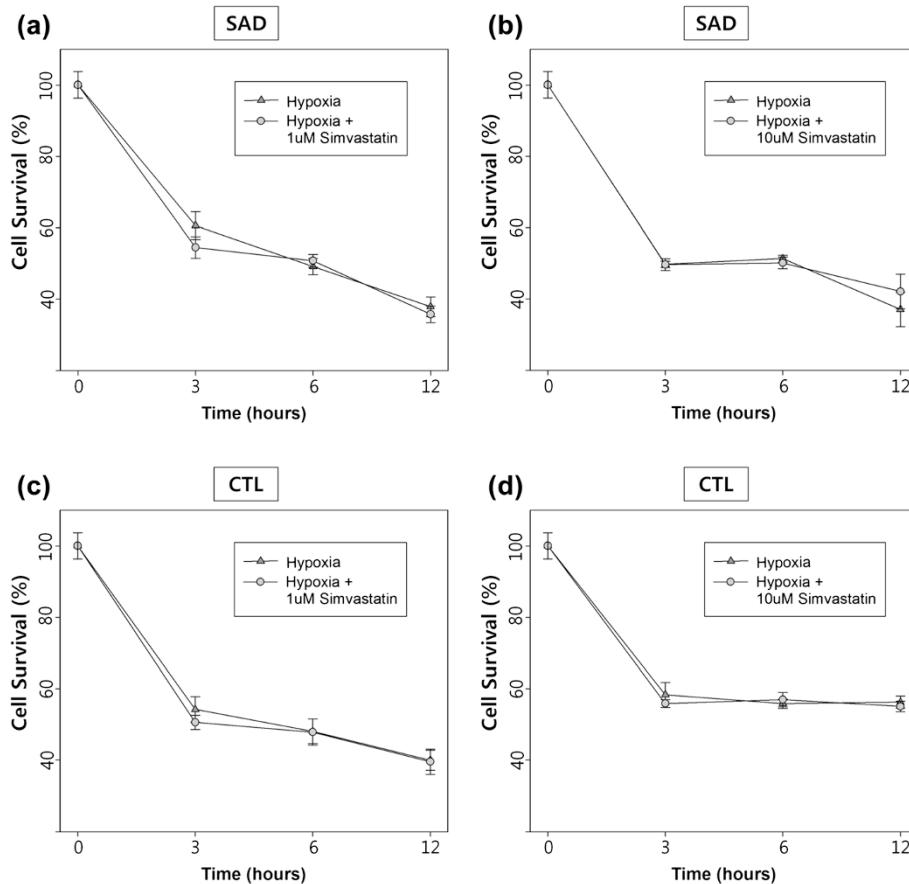 (a)
SAD
Cell Survival (%)
100
80
60
40
Hypoxia
Hypoxia +
1uM Simvastatin
0 3 6 12
Time (hours)
(b)
SAD
Cell Survival (%)
100
80
60
40
Hypoxia
Hypoxia +
10uM Simvastatin
0 3 6 12
Time (hours)
(c)
CTL
Cell Survival (%)
100
80
60
40
Hypoxia
Hypoxia +
1uM Simvastatin
0 3 6 12
Time (hours)
(d)
CTL
Cell Survival (%)
100
80
60
40
Hypoxia
Hypoxia +
10uM Simvastatin
0 3 6 12
Time (hours)